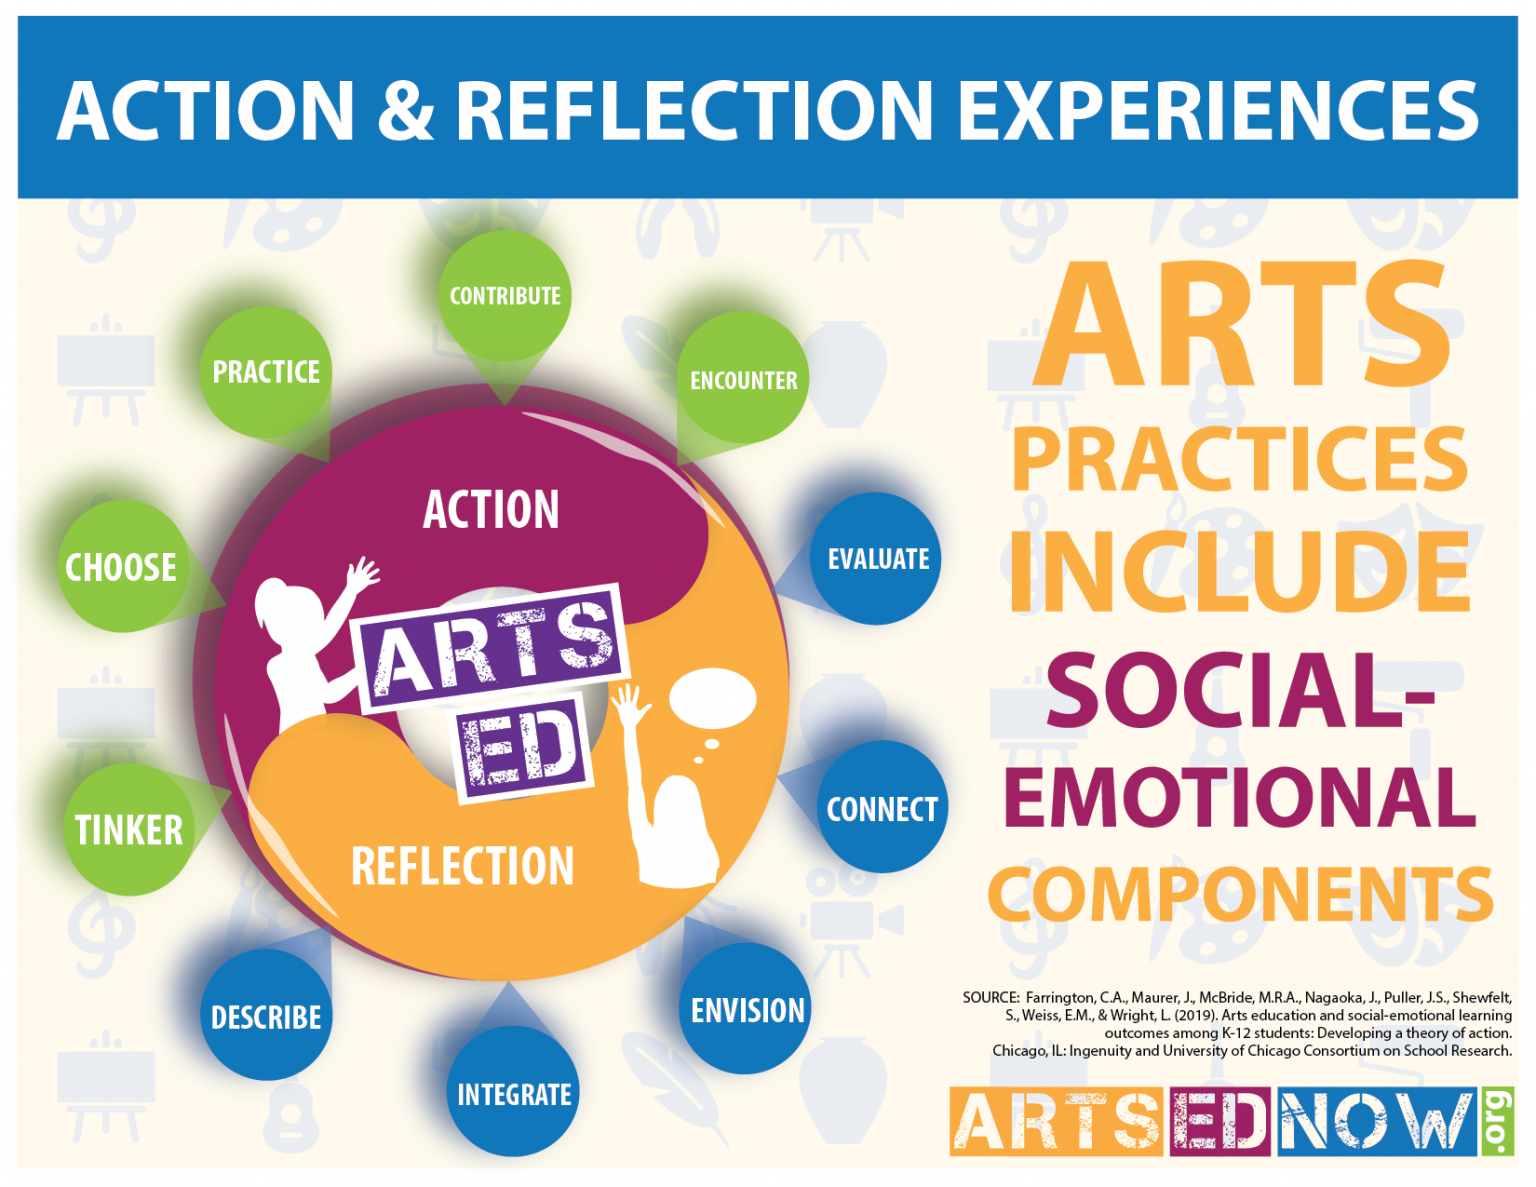 ACTION & REFLECTION EXPERIENCES
CONTRIBUTE
PRACTICE
ENCOUNTER
CHOOSE
EVALUATE
TINKER
CONNECT
DESCRIBE
ENVISION
INTEGRATE
ACTION
ARTS
ED
REFLECTION
ARTS
PRACTICES
INCLUDE
SOCIAL-
EMOTIONAL
COMPONENTS
SOURCE: Farrington, C.A., Maurer, J., McBride, M.R.A., Nagaoka, J., Puller, J.S., Shewfelt,
S., Weiss, E.M., & Wright, L. (2019). Arts education and social-emotional learning
outcomes among K-12 students: Developing a theory of action.
Chicago, IL: Ingenuity and University of Chicago Consortium on School Research.
ARTSEDNOW.org